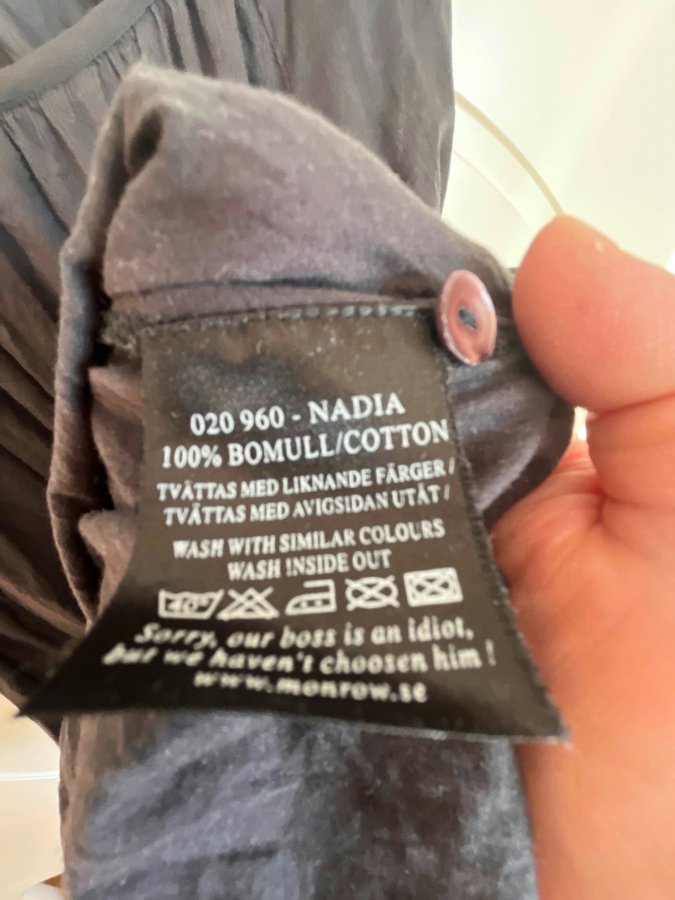 020 960 - NADIA
100% BOMULL/COTTON
TVÄTTAS MED LIKNANDE FÄRGER /
TVÄTTAS MED AVIGSIDAN UTÅT /
WASH WITH SIMILAR COLOURS
WASH INSIDE OUT
40°
Sorry, our boss is an idiot,
but we haven't choosen him !
www.monrow.se